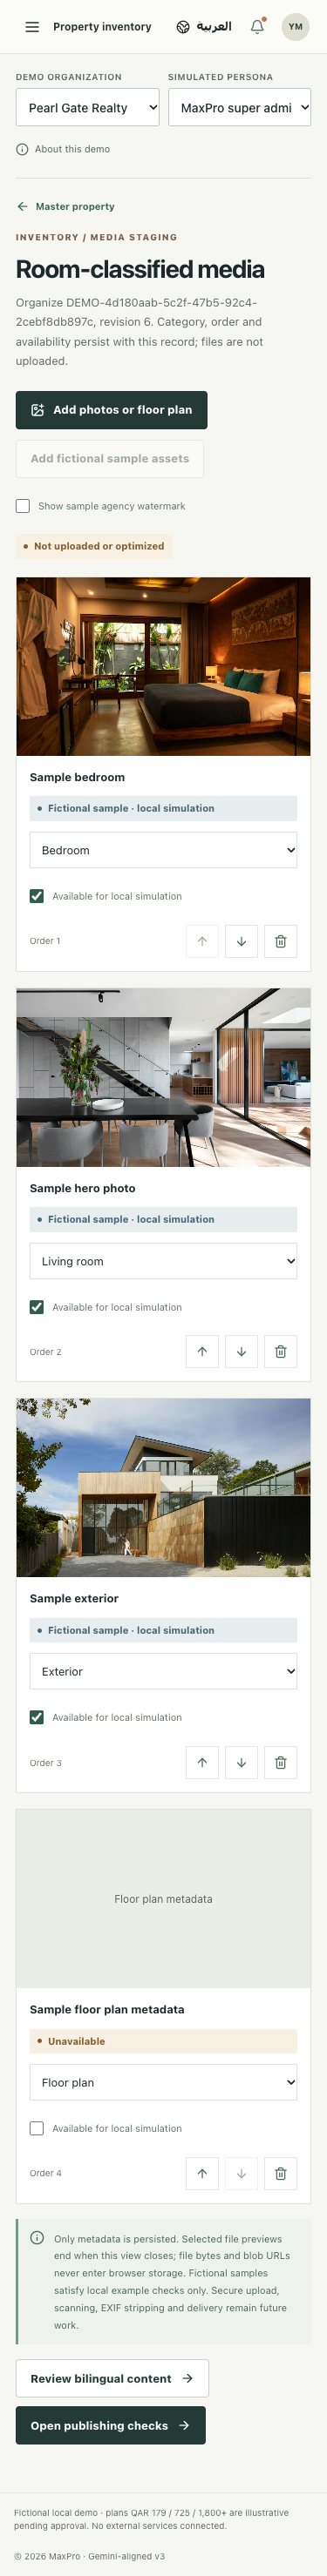 Property inventory
العربية
YM
DEMO ORGANIZATION
SIMULATED PERSONA
Pearl Gate Realty
MaxPro super admi
About this demo
Master property
INVENTORY / MEDIA STAGING
Room-classified media
Organize DEMO-4d180aab-5c2f-47b5-92c4-
2cebf8db897c, revision 6. Category, order and
availability persist with this record; files are not
uploaded.
Add photos or floor plan
Add fictional sample assets
Show sample agency watermark
Not uploaded or optimized
Sample bedroom
Fictional sample · local simulation
Bedroom
Available for local simulation
Order 1
Sample hero photo
Fictional sample · local simulation
Living room
Available for local simulation
Order 2
Sample exterior
Fictional sample · local simulation
Exterior
Available for local simulation
Order 3
Floor plan metadata
Sample floor plan metadata
Unavailable
Floor plan
Available for local simulation
Order 4
Only metadata is persisted. Selected file previews
end when this view closes; file bytes and blob URLs
never enter browser storage. Fictional samples
satisfy local example checks only. Secure upload,
scanning, EXIF stripping and delivery remain future
work.
Review bilingual content
Open publishing checks
Fictional local demo · plans QAR 179 / 725 / 1,800+ are illustrative
pending approval. No external services connected.
© 2026 MaxPro · Gemini-aligned v3